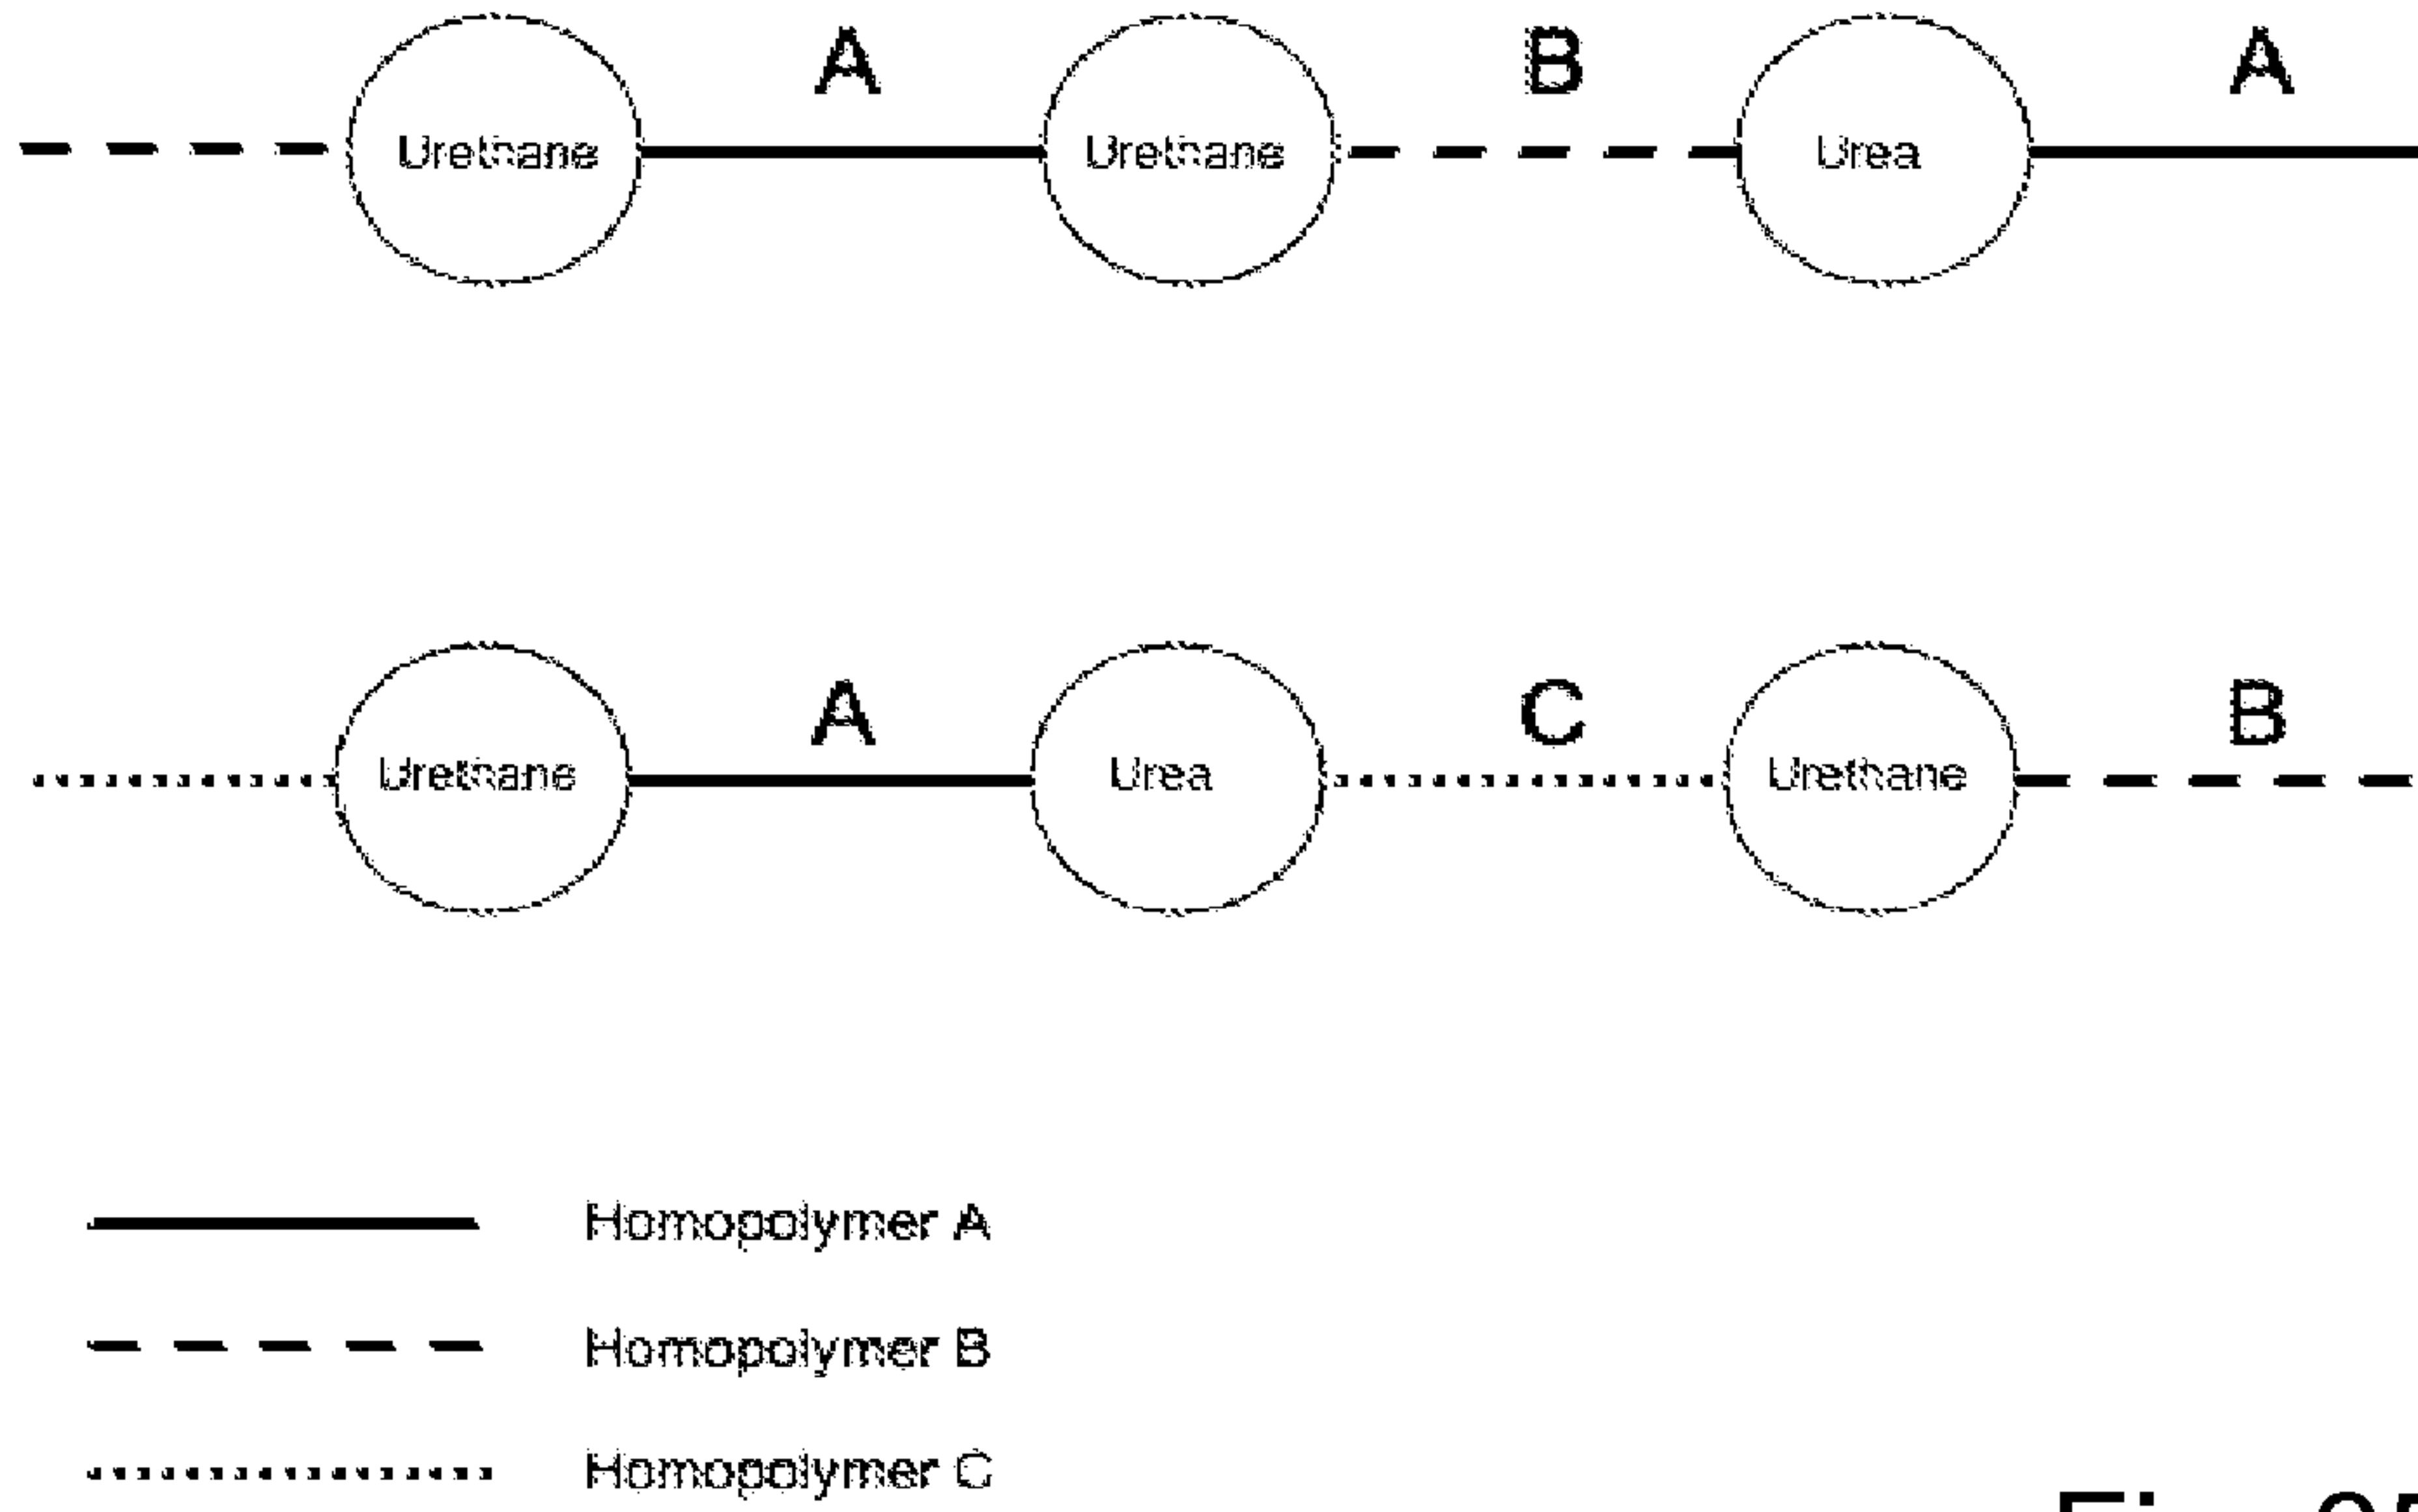 A B A
Urethane Urethane Urea
A C B
Urethane Urea Urethane
Homopolymer A
Homopolymer B
Homopolymer C